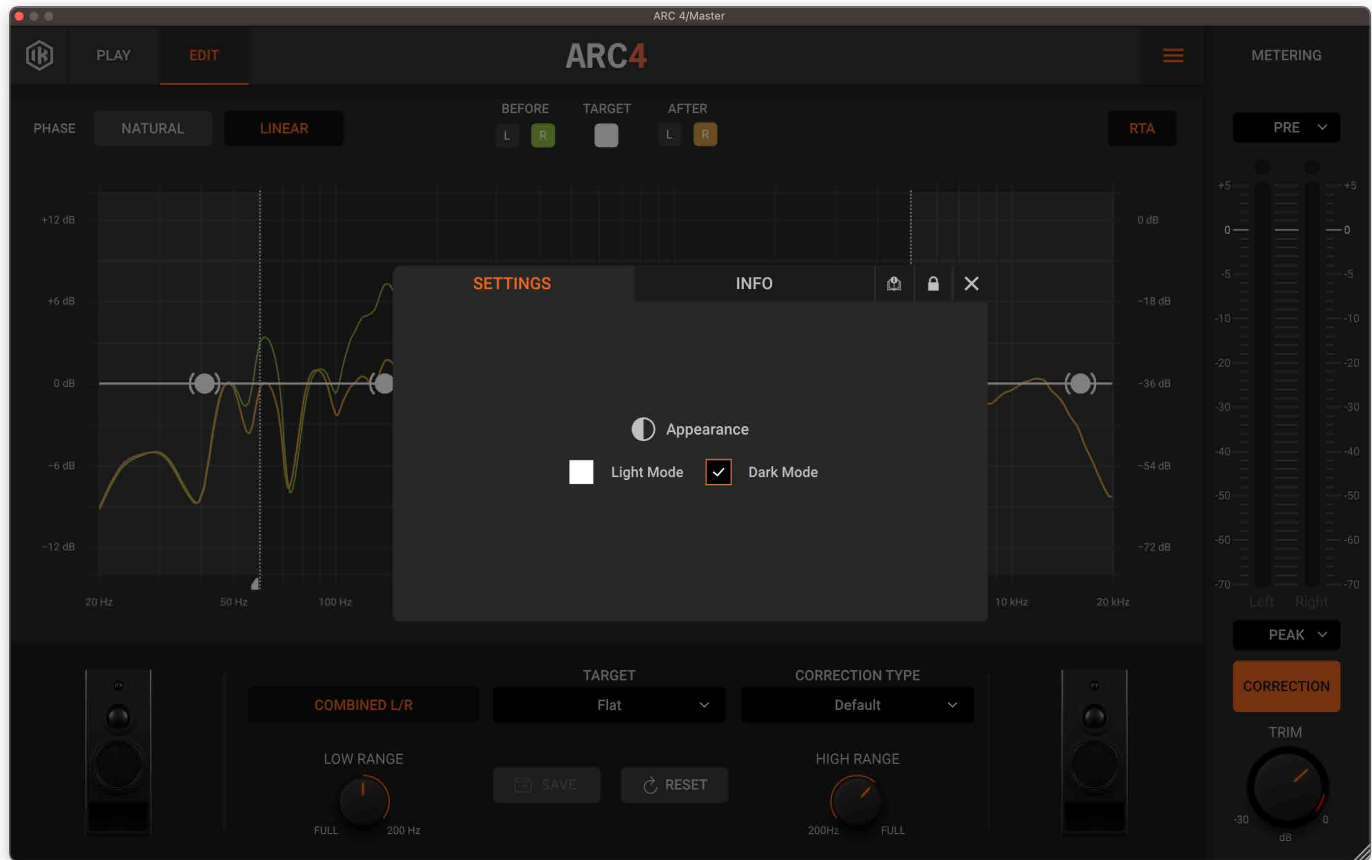 ARC 4/Master
PLAY EDIT ARC4 METERING
BEFORE TARGET AFTER
PHASE NATURAL LINEAR L R L R RTA PRE
+5 +5
+12 dB 0 dB 0 0
SETTINGS INFO
-5 -5
+6 dB -18 dB
-10 -10
-20 -20
0 dB -36 dB
-30 -30
Appearance
-40 -40
Light Mode Dark Mode
-6 dB -54 dB
-50 -50
-12 dB -72 dB
-60 -60
-70 -70
20 Hz 50 Hz 100 Hz 10 kHz 20 kHz Left Right
PEAK
TARGET CORRECTION TYPE
COMBINED L/R Flat Default CORRECTION
TRIM
LOW RANGE HIGH RANGE
SAVE RESET
-30 0
FULL 200 Hz 200Hz FULL dB